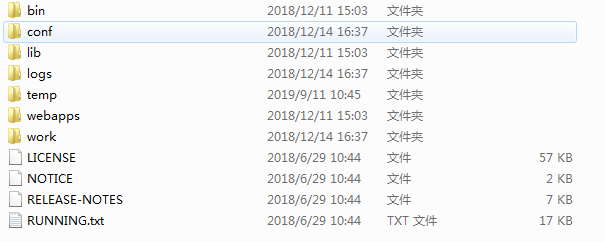 bin 2018/12/11 15:03 文件夹
conf 2018/12/14 16:37 文件夹
lib 2018/12/11 15:03 文件夹
logs 2018/12/14 16:37 文件夹
temp 2019/9/11 10:45 文件夹
webapps 2018/12/11 15:03 文件夹
work 2018/12/14 16:37 文件夹
LICENSE 2018/6/29 10:44 文件 57 KB
NOTICE 2018/6/29 10:44 文件 2 KB
RELEASE-NOTES 2018/6/29 10:44 文件 7 KB
RUNNING.txt 2018/6/29 10:44 TXT 文件 17 KB